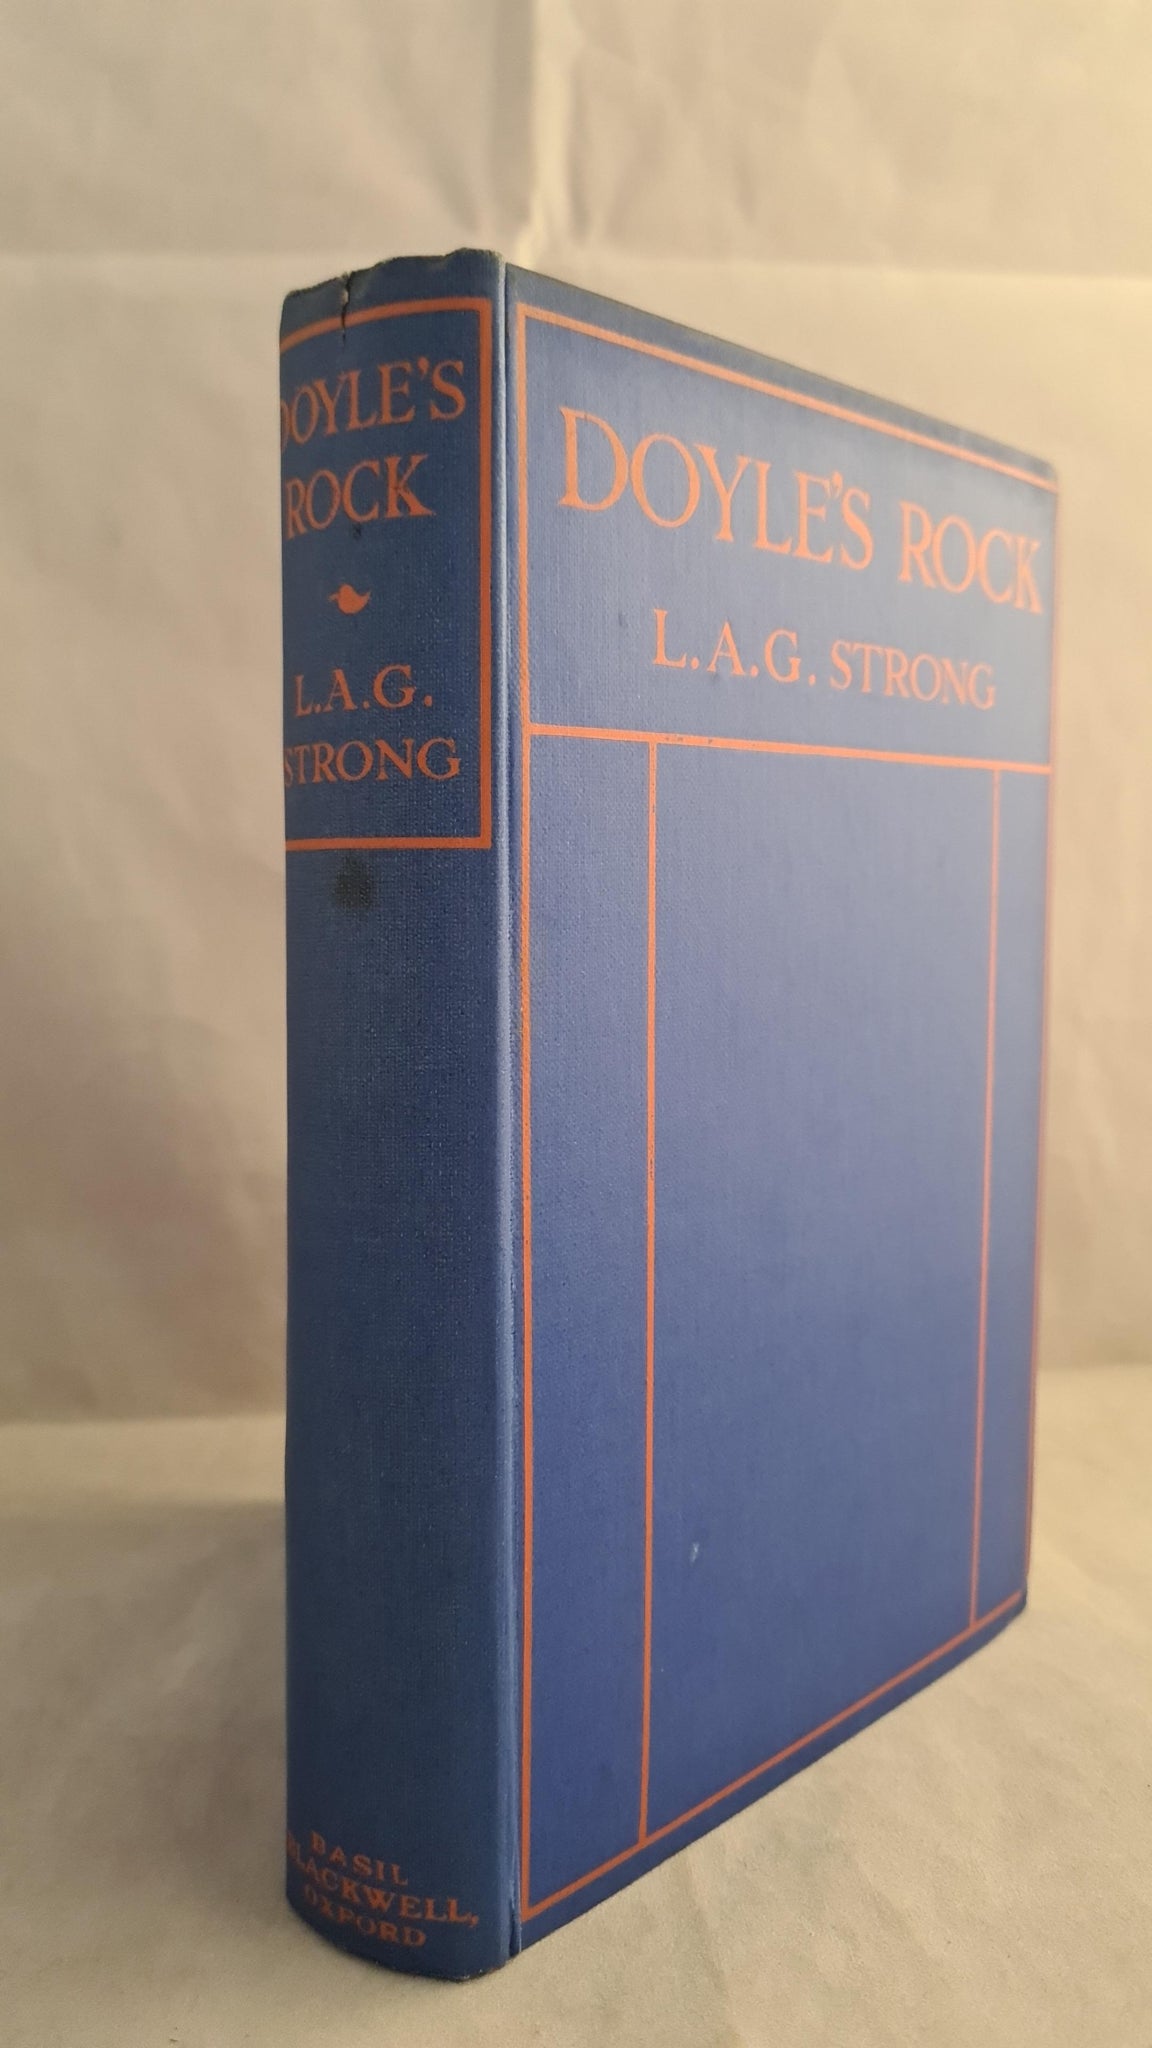 DOYLE'S
ROCK
L.A.G.
STRONG
BASIL
BLACKWELL,
OXFORD
DOYLE'S ROCK
L.A.G. STRONG